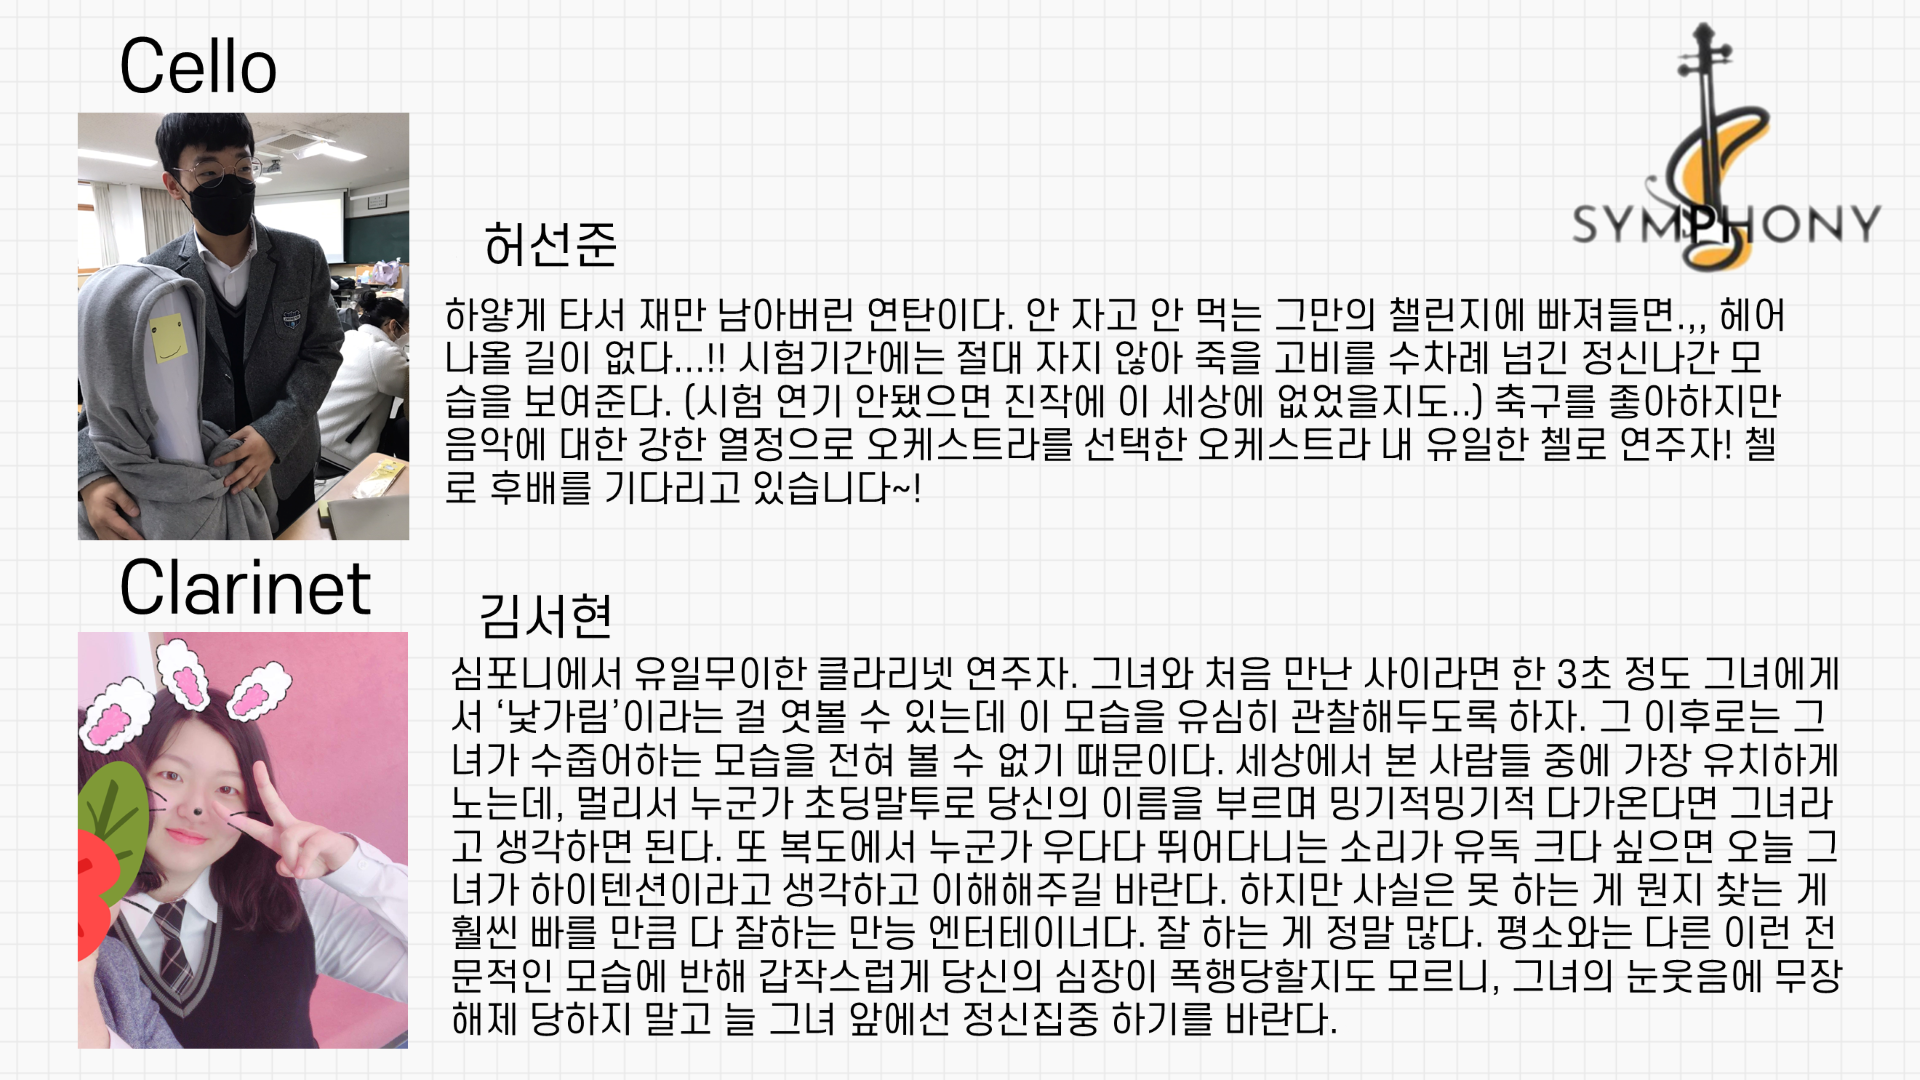 Cello
SYMPHONY
허선준
하얗게 타서 재만 남아버린 연탄이다. 안 자고 안 먹는 그만의 챌린지에 빠져들면.,, 헤어
나올 길이 없다...!! 시험기간에는 절대 자지 않아 죽을 고비를 수차례 넘긴 정신나간 모
습을 보여준다. (시험 연기 안됐으면 진작에 이 세상에 없었을지도..) 축구를 좋아하지만
음악에 대한 강한 열정으로 오케스트라를 선택한 오케스트라 내 유일한 첼로 연주자! 첼
로 후배를 기다리고 있습니다~!
Clarinet
김서현
심포니에서 유일무이한 클라리넷 연주자. 그녀와 처음 만난 사이라면 한 3초 정도 그녀에게
서 ‘낯가림’이라는 걸 엿볼 수 있는데 이 모습을 유심히 관찰해두도록 하자. 그 이후로는 그
녀가 수줍어하는 모습을 전혀 볼 수 없기 때문이다. 세상에서 본 사람들 중에 가장 유치하게
노는데, 멀리서 누군가 초딩말투로 당신의 이름을 부르며 밍기적밍기적 다가온다면 그녀라
고 생각하면 된다. 또 복도에서 누군가 우다다 뛰어다니는 소리가 유독 크다 싶으면 오늘 그
녀가 하이텐션이라고 생각하고 이해해주길 바란다. 하지만 사실은 못 하는 게 뭔지 찾는 게
훨씬 빠를 만큼 다 잘하는 만능 엔터테이너다. 잘 하는 게 정말 많다. 평소와는 다른 이런 전
문적인 모습에 반해 갑작스럽게 당신의 심장이 폭행당할지도 모르니, 그녀의 눈웃음에 무장
해제 당하지 말고 늘 그녀 앞에선 정신집중 하기를 바란다.